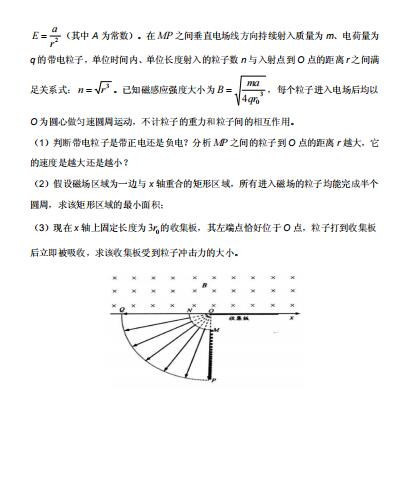 E = a/r² （其中 A 为常数）。在 MP 之间垂直电场线方向持续射入质量为 m、电荷量为
q 的带电粒子，单位时间内、单位长度射入的粒子数 n 与入射点到 O 点的距离 r 之间满
足关系式：n = √r³ 。已知磁感应强度大小为 B = √(ma/4qr₀³)，每个粒子进入电场后均以
O 为圆心做匀速圆周运动，不计粒子的重力和粒子间的相互作用。
（1）判断带电粒子是带正电还是负电？分析 MP 之间的粒子到 O 点的距离 r 越大，它
的速度是越大还是越小？
（2）假设磁场区域为一边与 x 轴重合的矩形区域，所有进入磁场的粒子均能完成半个
圆周，求该矩形区域的最小面积；
（3）现在 x 轴上固定长度为 3r₀ 的收集板，其左端点恰好位于 O 点，粒子打到收集板
后立即被吸收，求该收集板受到粒子冲击力的大小。
B
Q N O
收集板 x
M
P